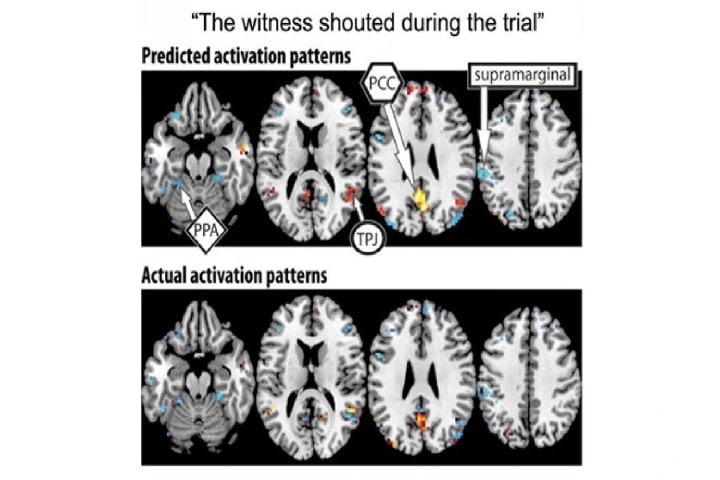 “The witness shouted during the trial”
Predicted activation patterns
PCC
supramarginal
PPA
TPJ
Actual activation patterns